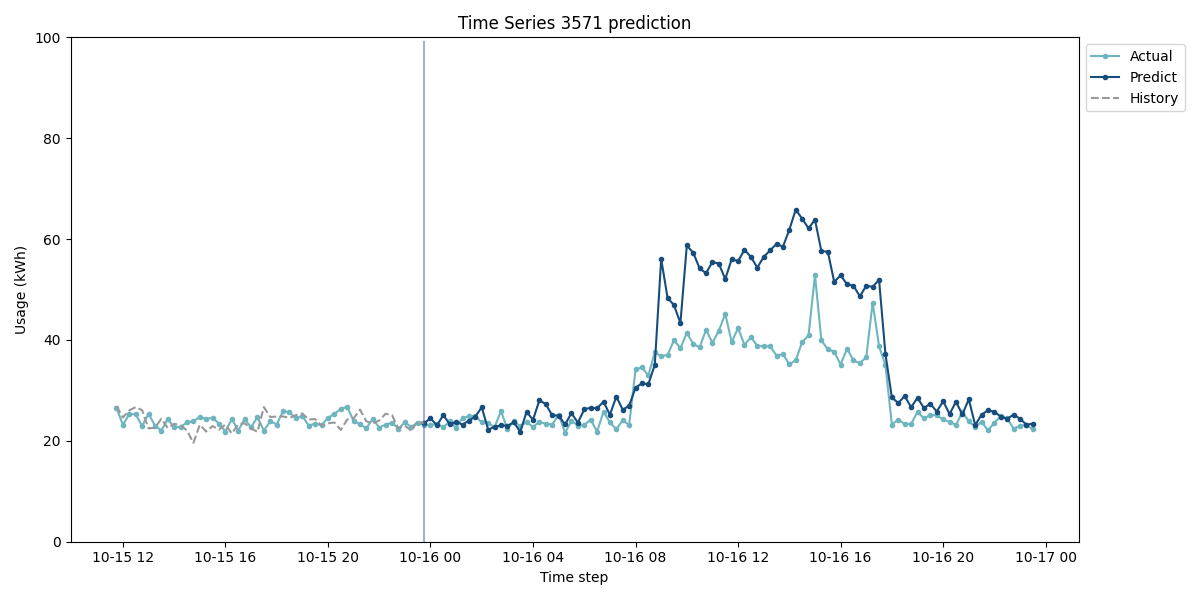 Time Series 3571 prediction
100
80
60
40
20
0
Usage (kWh)
10-15 12
10-15 16
10-15 20
10-16 00
10-16 04
10-16 08
10-16 12
10-16 16
10-16 20
10-17 00
Time step
Actual
Predict
History